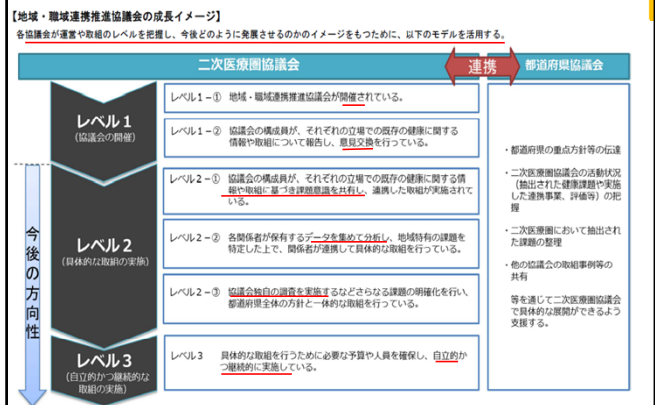 【地域・職域連携推進協議会の成長イメージ】
各協議会が運営や取組のレベルを把握し、今後どのように発展させるのかのイメージをもつために、以下のモデルを活用する。
二次医療圏協議会
連携
都道府県協議会
今後の方向性
レベル1
(協議会の開催)
レベル1-① 地域・職域連携推進協議会が開催されている。
レベル1-② 協議会の構成員が、それぞれの立場での既存の健康に関する
情報や取組について報告し、意見交換を行っている。
レベル2
(具体的な取組の実施)
レベル2-① 協議会の構成員が、それぞれの立場での既存の健康に関する情
報や取組に基づき課題意識を共有し、連携した取組が実施されて
いる。
レベル2-② 各関係者が保有するデータを集めて分析し、地域特有の課題を
特定した上で、関係者が連携して具体的な取組を行っている。
レベル2-③ 協議会独自の調査を実施するなどさらなる課題の明確化を行い、
都道府県全体の方針と一体的な取組を行っている。
レベル3
(自立的かつ継続的な
取組の実施)
レベル3 具体的な取組を行うために必要な予算や人員を確保し、自立的か
つ継続的に実施している。
・都道府県の重点方針等の伝達
・二次医療圏協議会の活動状況
(抽出された健康課題や実施
した連携事業、評価等)の把
握
・二次医療圏において抽出され
た課題の整理
・他の協議会の取組事例等の
共有
等を通じて二次医療圏協議会
で具体的な展開ができるよう
支援する。